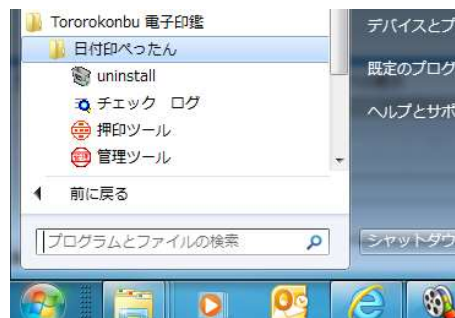 Tororokonbu 電子印鑑
日付印ぺったん
uninstall
チェック ログ
押印ツール
管理ツール
前に戻る
プログラムとファイルの検索
デバイスとプ
既定のプログ
ヘルプとサポ
シャットダウ